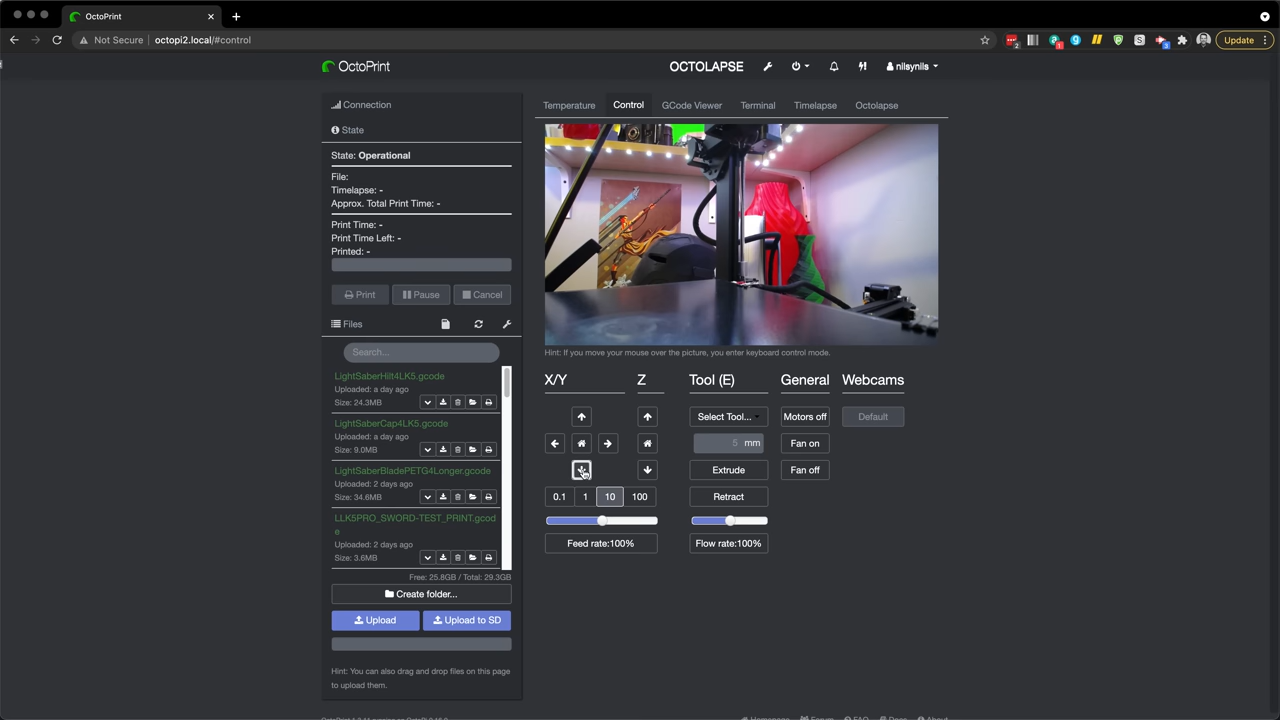 OctoPrint
Not Secure
octopi2.local/#control
Update
OctoPrint
OCTOLAPSE
nilsynils
Connection
State
State: Operational
File:
Timelapse: -
Approx. Total Print Time: -
Print Time: -
Print Time Left: -
Printed: -
Print
Pause
Cancel
Files
Search...
LightSaberHilt4LK5.gcode
Uploaded: a day ago
Size: 24.3MB
LightSaberCap4LK5.gcode
Uploaded: a day ago
Size: 9.0MB
LightSaberBladePETG4Longer.gcode
Uploaded: 2 days ago
Size: 34.6MB
LLK5PRO_SWORD-TEST_PRINT.gcod
e
Uploaded: 2 days ago
Size: 3.6MB
Free: 25.8GB / Total: 29.3GB
Create folder...
Upload
Upload to SD
Hint: You can also drag and drop files on this page
to upload them.
Temperature
Control
GCode Viewer
Terminal
Timelapse
Octolapse
Hint: If you move your mouse over the picture, you enter keyboard control mode.
X/Y
Z
Tool (E)
General
Webcams
Select Tool...
Motors off
Default
5 mm
Fan on
Extrude
Fan off
0.1
1
10
100
Retract
Feed rate:100%
Flow rate:100%
Homepage
Forum
FAQ
Docs
About